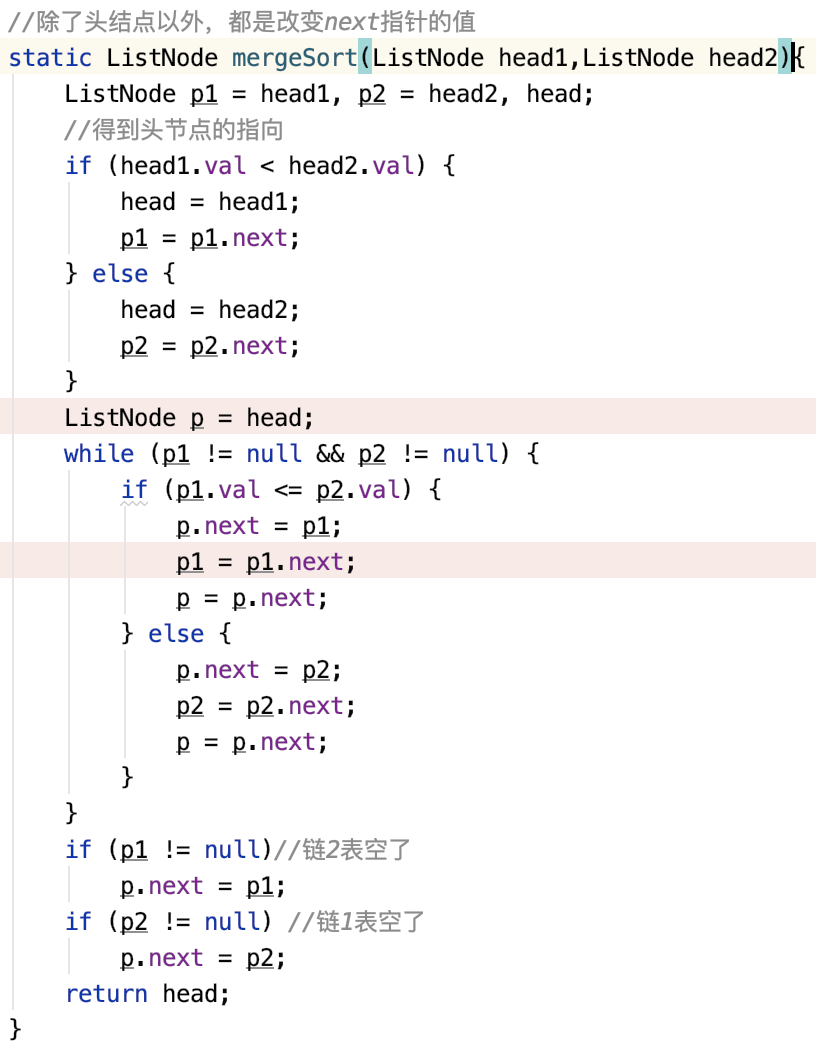 //除了头结点以外，都是改变next指针的值
static ListNode mergeSort(ListNode head1,ListNode head2){
    ListNode p1 = head1, p2 = head2, head;
    //得到头节点的指向
    if (head1.val < head2.val) {
        head = head1;
        p1 = p1.next;
    } else {
        head = head2;
        p2 = p2.next;
    }
    ListNode p = head;
    while (p1 != null && p2 != null) {
        if (p1.val <= p2.val) {
            p.next = p1;
            p1 = p1.next;
            p = p.next;
        } else {
            p.next = p2;
            p2 = p2.next;
            p = p.next;
        }
    }
    if (p1 != null)//链2表空了
        p.next = p1;
    if (p2 != null) //链1表空了
        p.next = p2;
    return head;
}